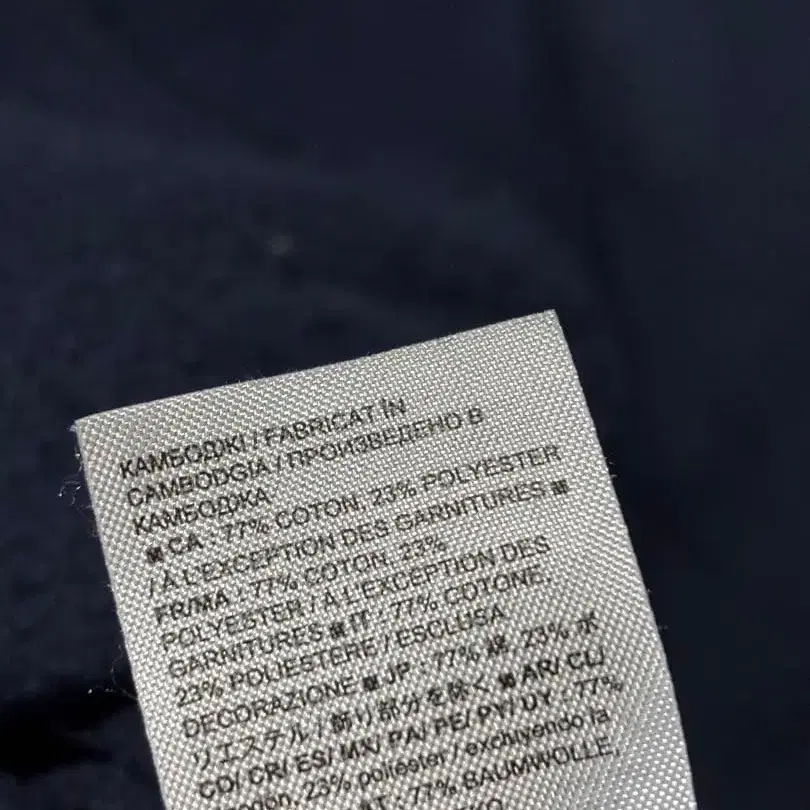 КАМБОДЖІ / FABRICAT ÎN
CAMBODGIA / ПРОИЗВЕДЕНО В
КАМБОДЖА
■ CA : 77% COTON, 23% POLYESTER
/ À L'EXCEPTION DES GARNITURES ■
FR/MA : 77% COTON, 23%
POLYESTER / À L'EXCEPTION DES
GARNITURES ■ IT : 77% COTONE,
23% POLIESTERE / ESCLUSA
DECORAZIONE ■ JP : 77% 綿, 23% ポ
リエステル / 飾り部分を除く ■ AR/ CL/
CO/ CR/ ES/ MX/ PA/ PE/ PY/ UY : 77%
23% poliéster / excluyendo la
AT : 77% BAUMWOLLE,